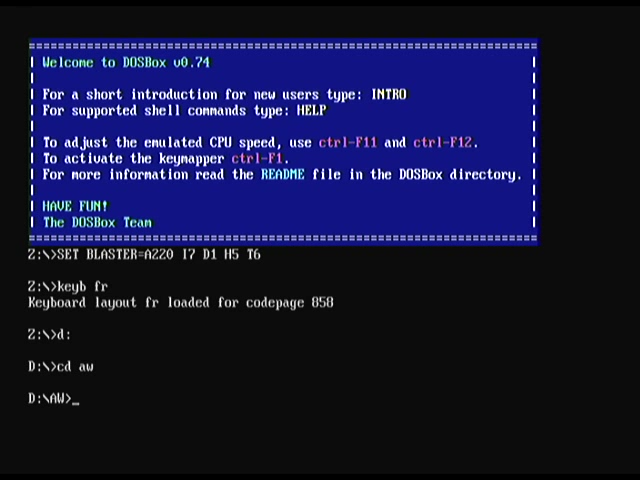 Welcome to DOSBox v0.74
For a short introduction for new users type: INTRO
For supported shell commands type: HELP
To adjust the emulated CPU speed, use ctrl-F11 and ctrl-F12.
To activate the keymapper ctrl-F1.
For more information read the README file in the DOSBox directory.
HAVE FUN!
The DOSBox Team
Z:\>SET BLASTER=A220 I7 D1 H5 T6
Z:\>keyb fr
Keyboard layout fr loaded for codepage 858
Z:\>d:
D:\>cd aw
D:\AW>_